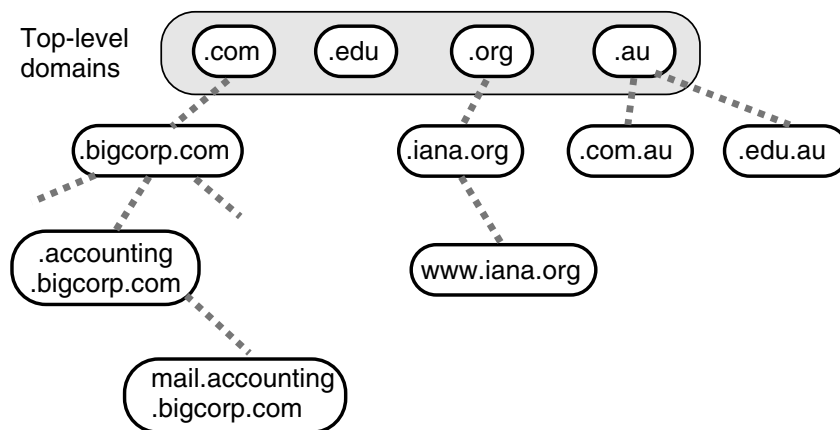 Top-level
domains
.com
.edu
.org
.au
.bigcorp.com
.iana.org
.com.au
.edu.au
.accounting
.bigcorp.com
www.iana.org
mail.accounting
.bigcorp.com